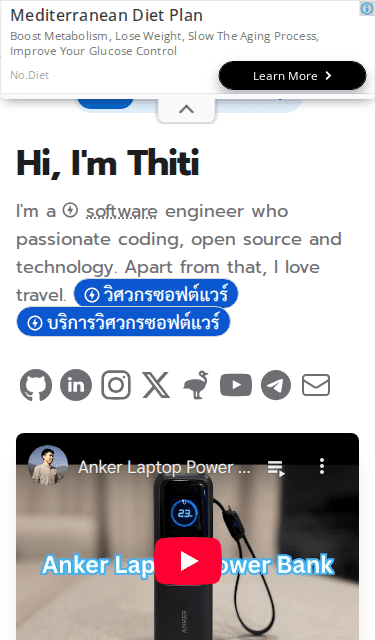 Mediterranean Diet Plan
Boost Metabolism, Lose Weight, Slow The Aging Process,
Improve Your Glucose Control
No.Diet
Learn More
Hi, I'm Thiti
I'm a software engineer who
passionate coding, open source and
technology. Apart from that, I love
travel. วิศวกรซอฟต์แวร์
บริการวิศวกรซอฟต์แวร์
Anker Laptop Power ...
23
Anker Lap ower Bank
ANKER